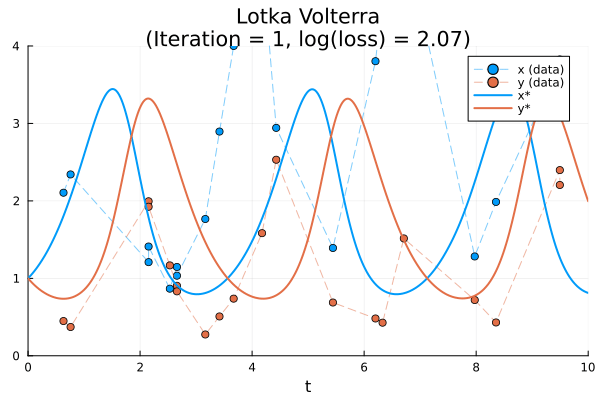 Lotka Volterra
(Iteration = 1, log(loss) = 2.07)
x (data)
y (data)
x*
y*
4
3
2
1
0
0
2
4
6
8
10
t